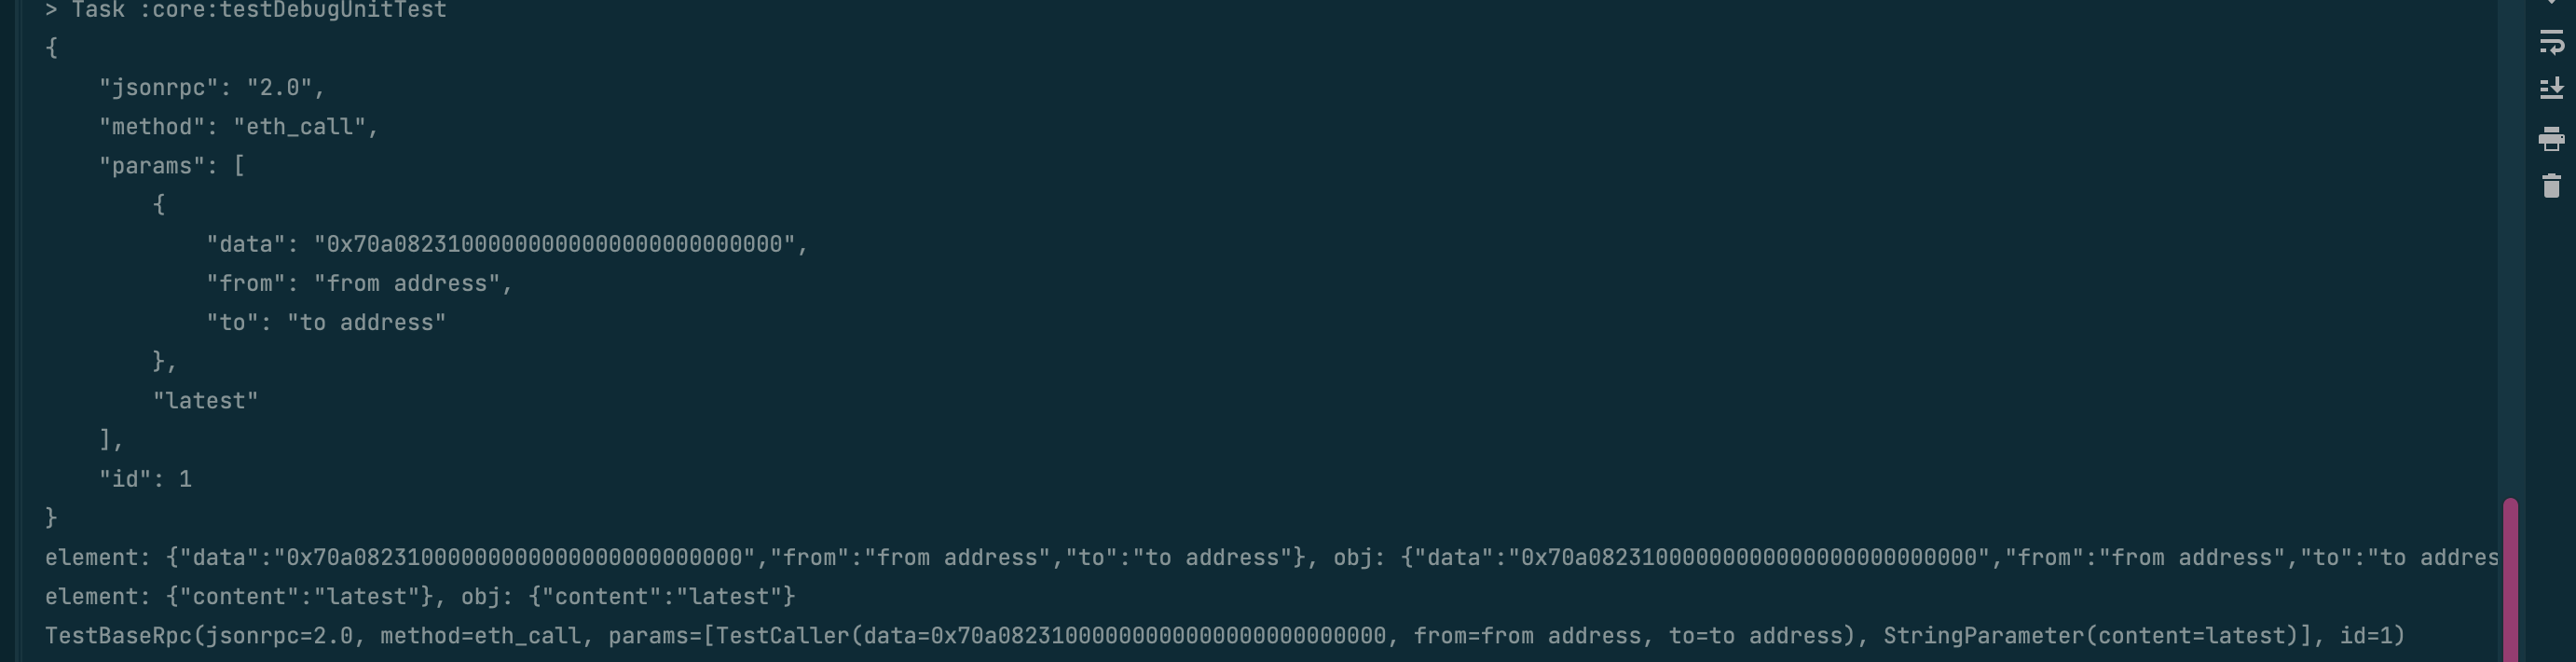 > Task :core:testDebugUnitTest
{
    "jsonrpc": "2.0",
    "method": "eth_call",
    "params": [
        {
            "data": "0x70a08231000000000000000000000000",
            "from": "from address",
            "to": "to address"
        },
        "latest"
    ],
    "id": 1
}
element: {"data":"0x70a08231000000000000000000000000","from":"from address","to":"to address"}, obj: {"data":"0x70a08231000000000000000000000000","from":"from address","to":"to addres
element: {"content":"latest"}, obj: {"content":"latest"}
TestBaseRpc(jsonrpc=2.0, method=eth_call, params=[TestCaller(data=0x70a08231000000000000000000000000, from=from address, to=to address), StringParameter(content=latest)], id=1)